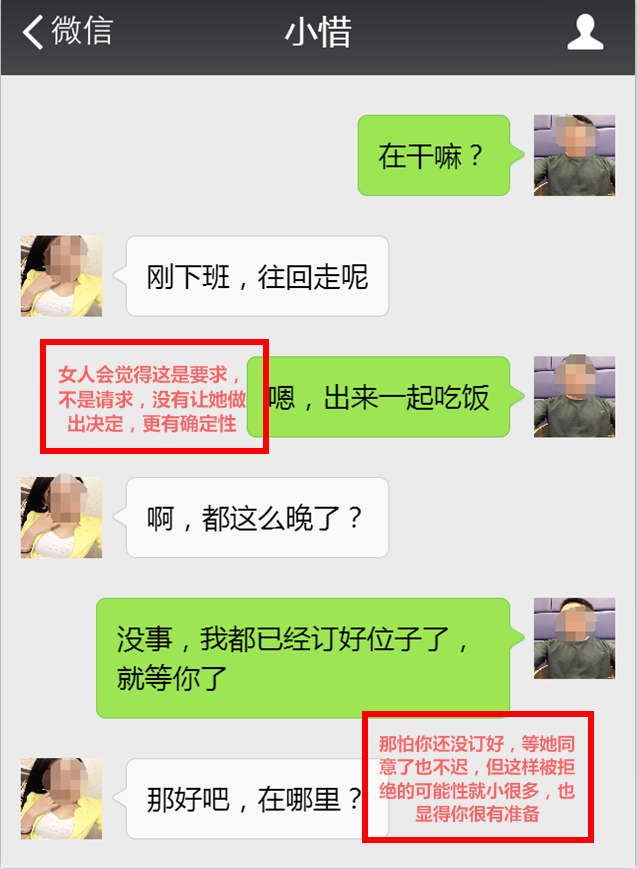 微信
小惜
在干嘛？
刚下班，往回走呢
女人会觉得这是要求，
不是请求，没有让她做
出决定，更有确定性
嗯，出来一起吃饭
啊，都这么晚了？
没事，我都已经订好位子了，
就等你了
那怕你还没订好，等她同
意了也不迟，但这样被拒
绝的可能性就小很多，也
显得你很有准备
那好吧，在哪里？